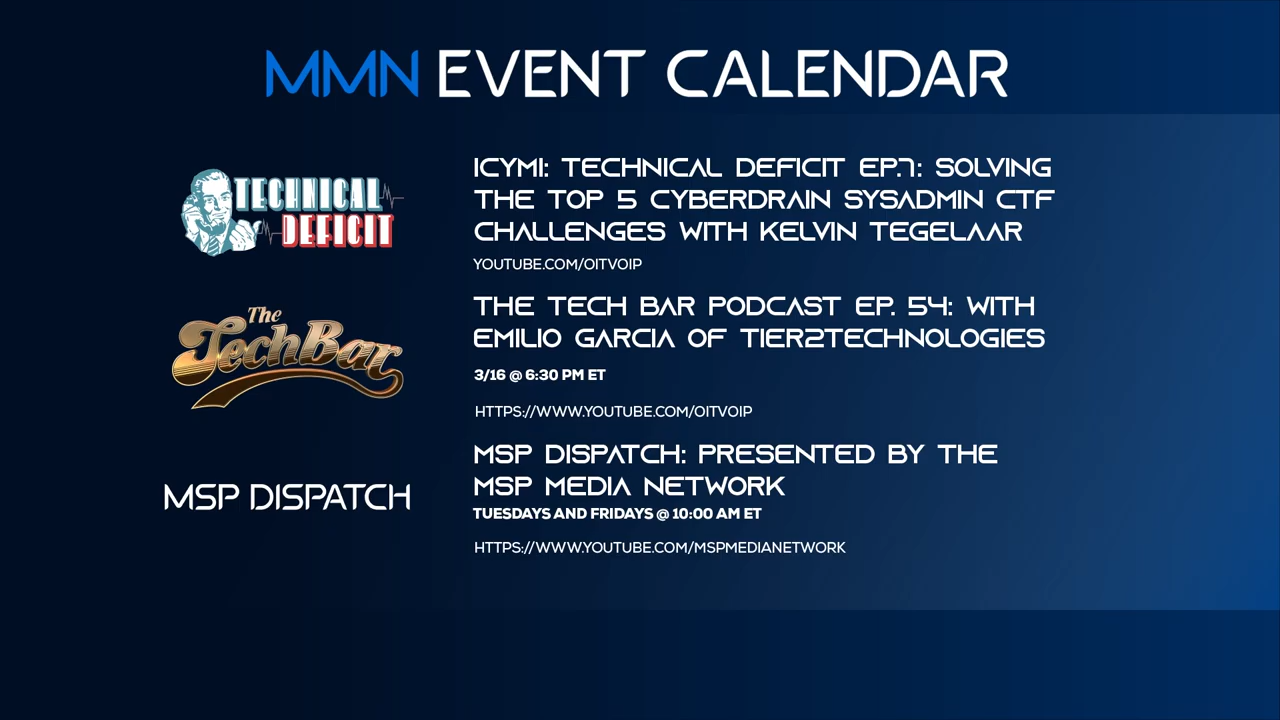 MMN EVENT CALENDAR
TECHNICAL
DEFICIT
ICYMI: TECHNICAL DEFICIT EP.7: SOLVING
THE TOP 5 CYBERDRAIN SYSADMIN CTF
CHALLENGES WITH KELVIN TEGELAAR
YOUTUBE.COM/OITVOIP
The
TechBar
THE TECH BAR PODCAST EP. 54: WITH
EMILIO GARCIA OF TIER2TECHNOLOGIES
3/16 @ 6:30 PM ET
HTTPS://WWW.YOUTUBE.COM/OITVOIP
MSP DISPATCH
MSP DISPATCH: PRESENTED BY THE
MSP MEDIA NETWORK
TUESDAYS AND FRIDAYS @ 10:00 AM ET
HTTPS://WWW.YOUTUBE.COM/MSPMEDIANETWORK